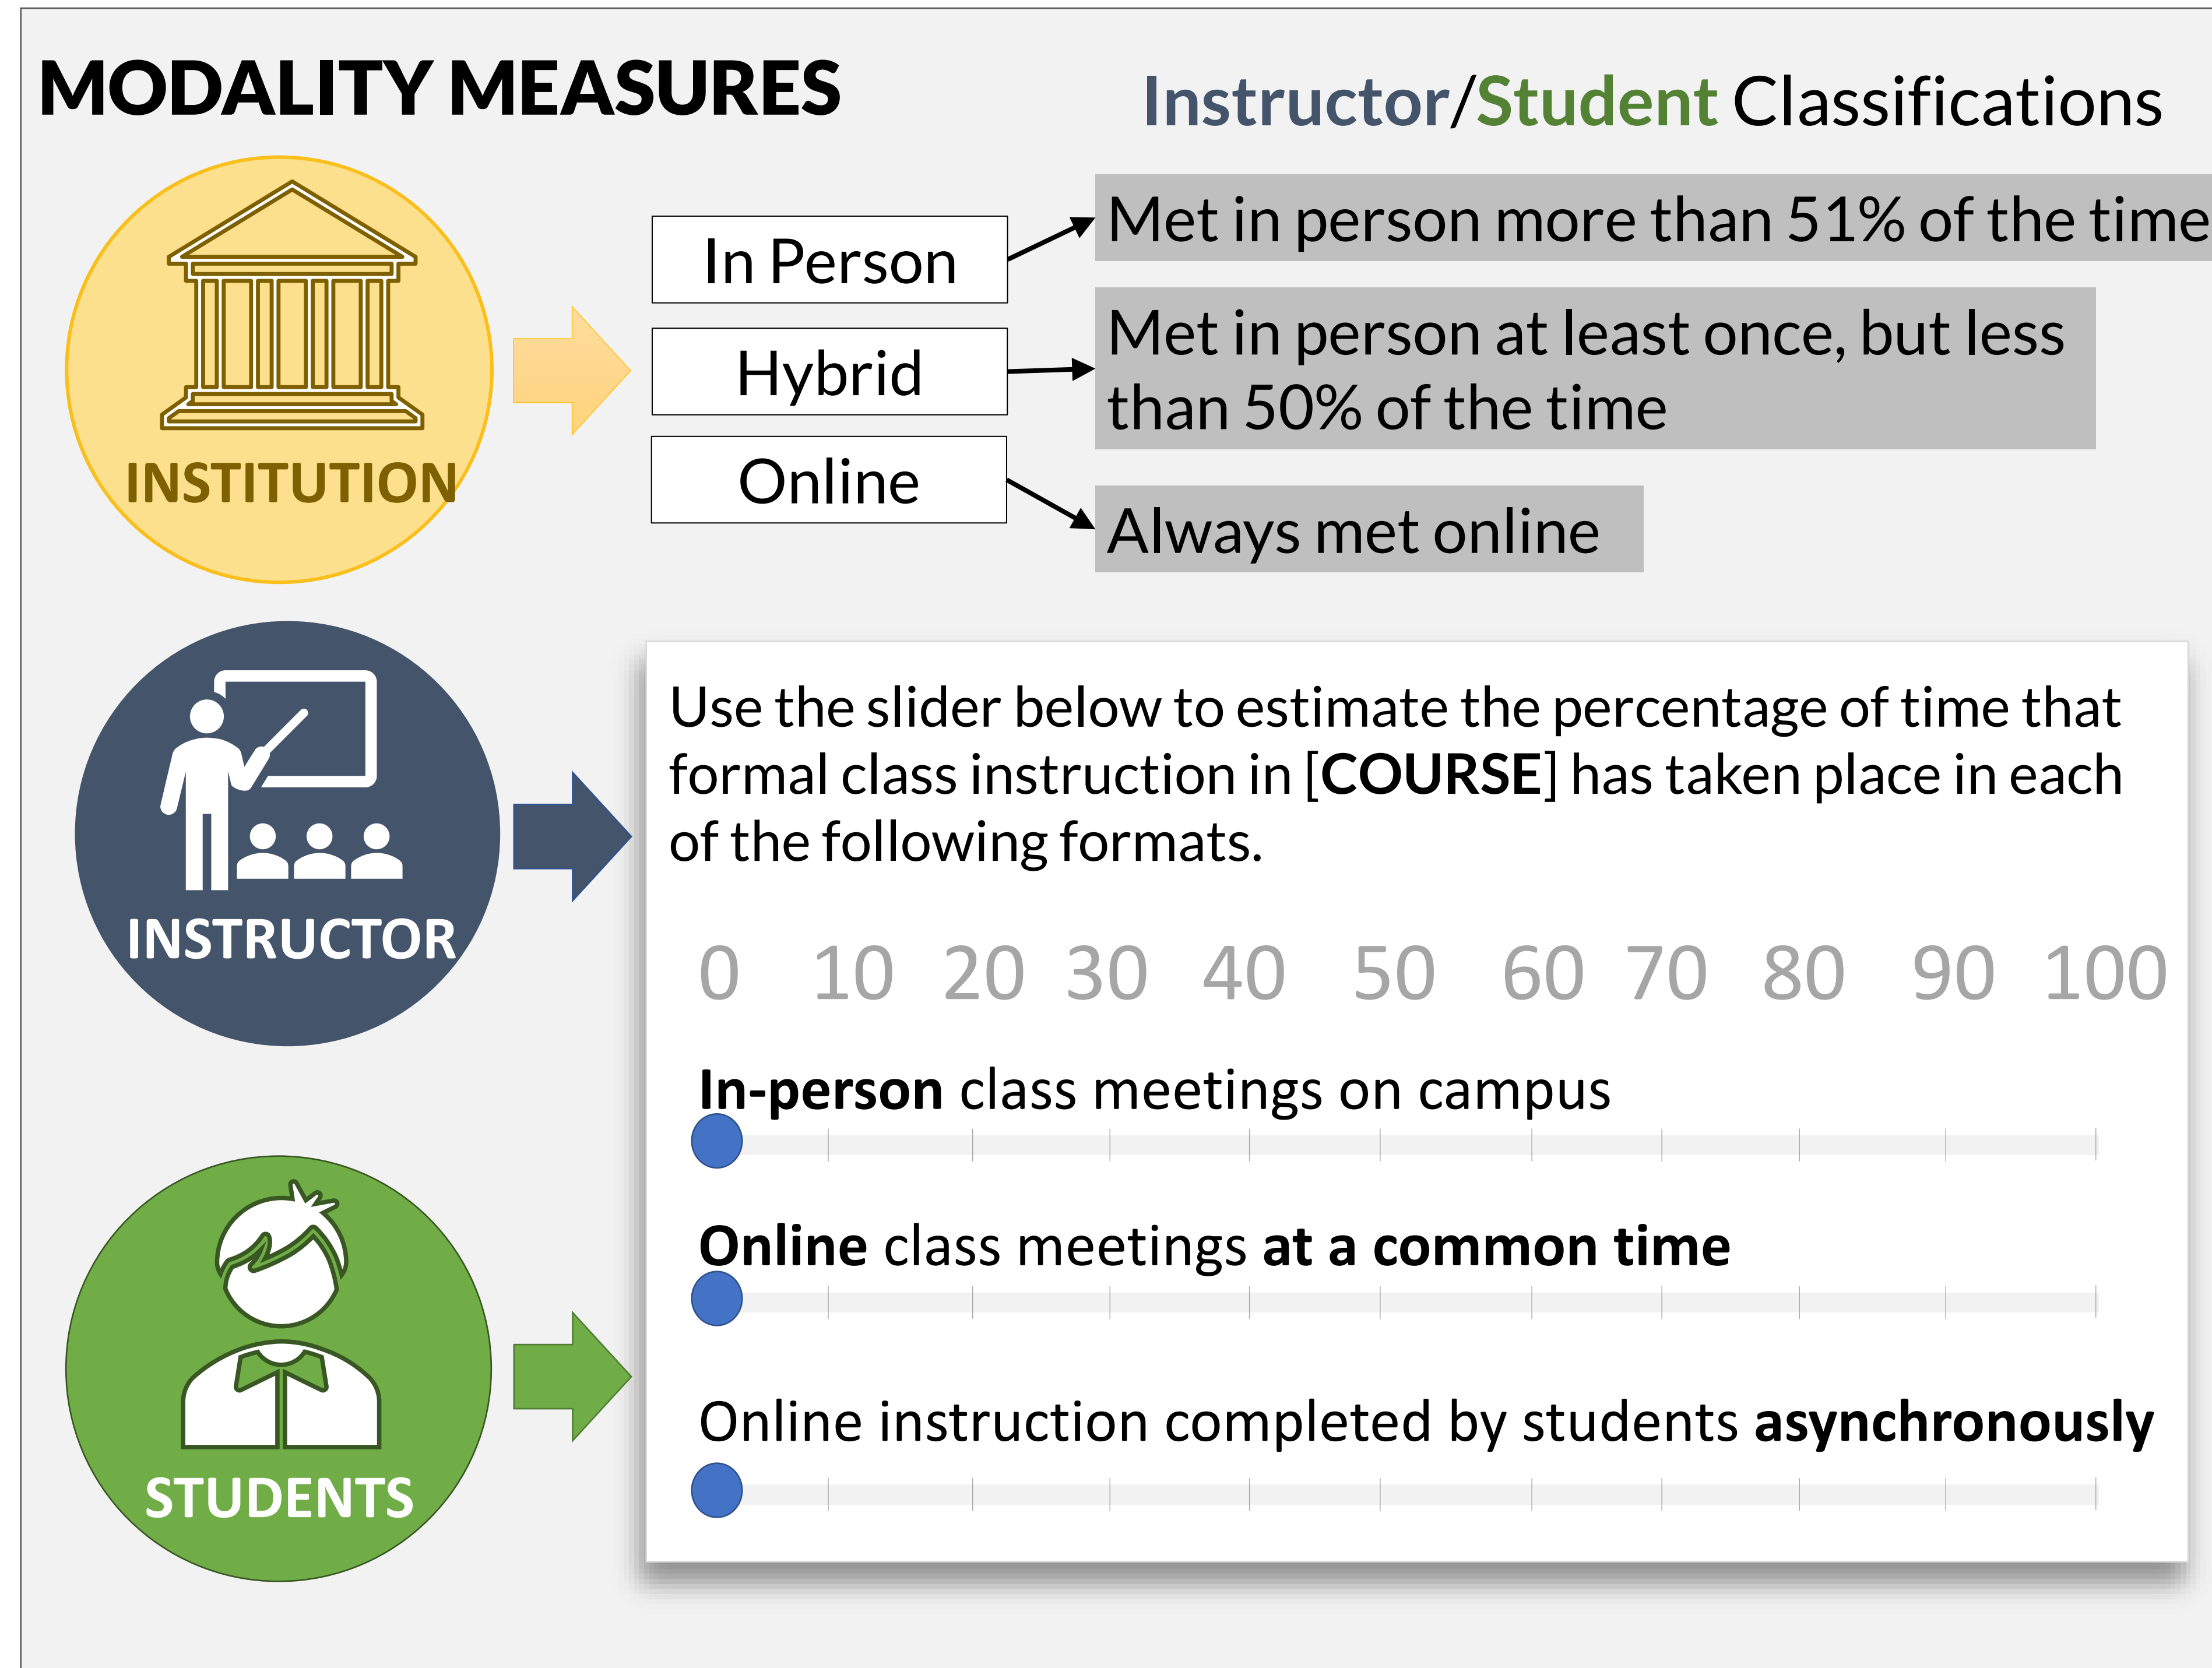 MODALITY MEASURES
Instructor/Student Classifications
INSTITUTION
In Person
Met in person more than 51% of the time
Hybrid
Met in person at least once, but less
than 50% of the time
Online
Always met online
INSTRUCTOR
Use the slider below to estimate the percentage of time that
formal class instruction in [COURSE] has taken place in each
of the following formats.
0 10 20 30 40 50 60 70 80 90 100
In-person class meetings on campus
Online class meetings at a common time
STUDENTS
Online instruction completed by students asynchronously